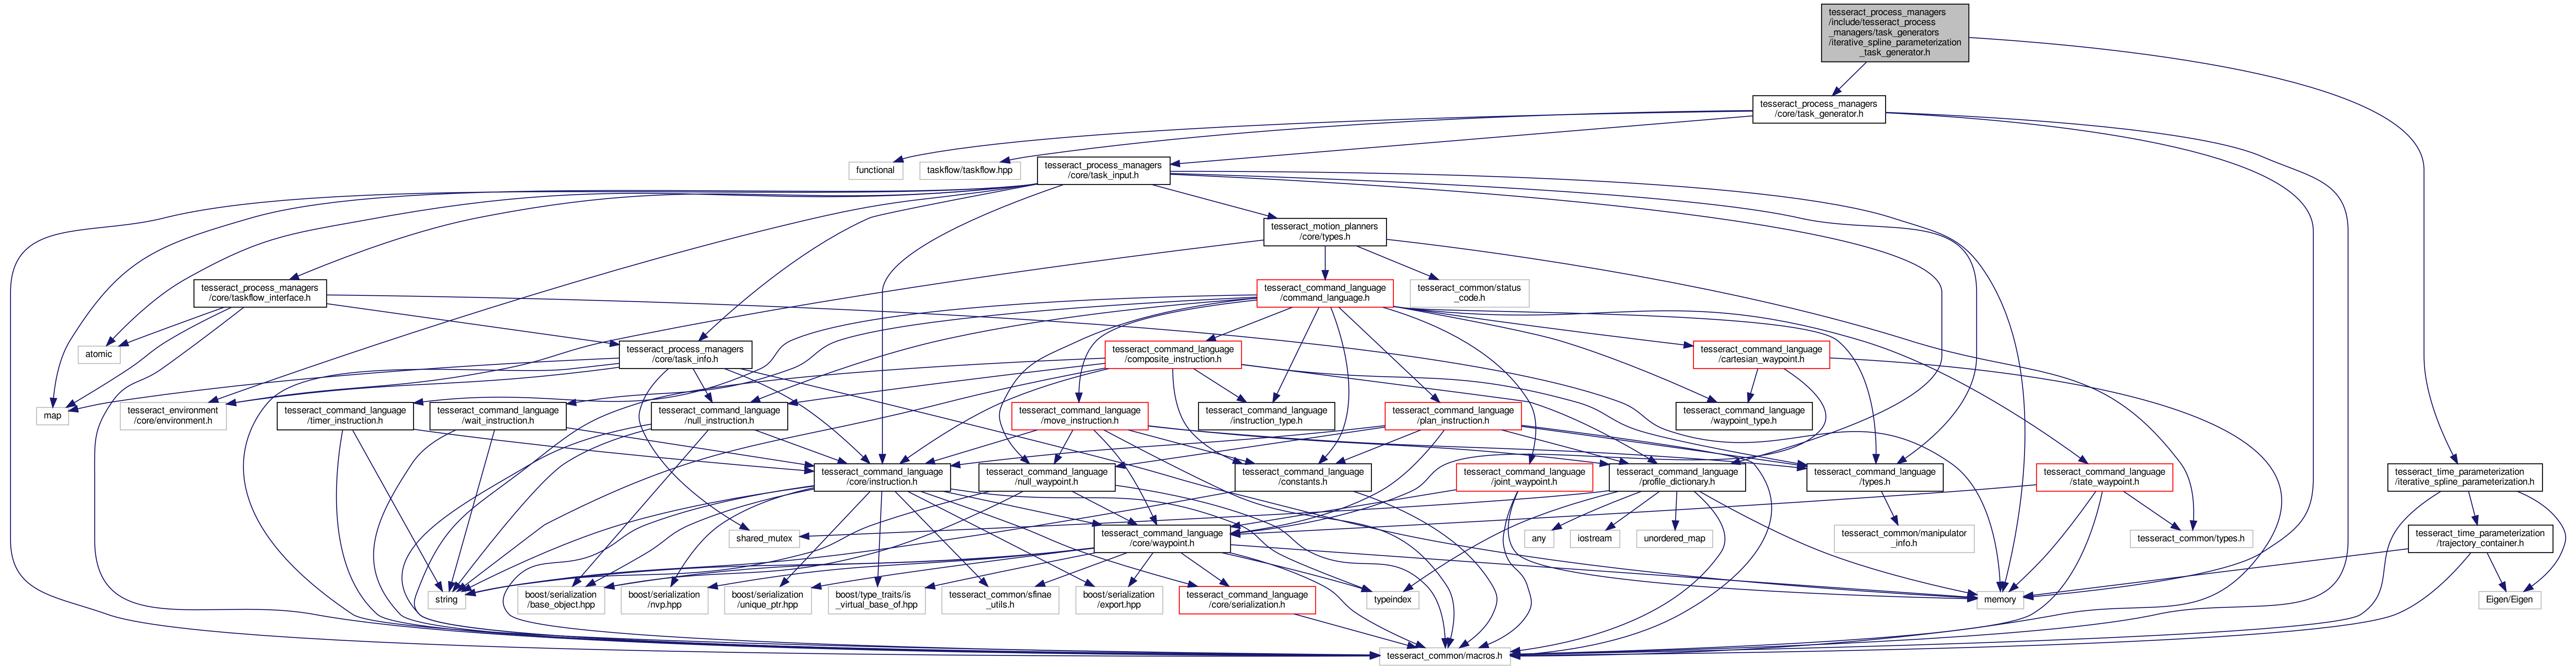 tesseract_process_managers
/include/tesseract_process
_managers/task_generators
/iterative_spline_parameterization
_task_generator.h
tesseract_process_managers
/core/task_generator.h
functional
taskflow/taskflow.hpp
tesseract_process_managers
/core/task_input.h
tesseract_motion_planners
/core/types.h
tesseract_process_managers
/core/taskflow_interface.h
tesseract_command_language
/command_language.h
tesseract_common/status
_code.h
atomic
tesseract_process_managers
/core/task_info.h
tesseract_command_language
/composite_instruction.h
tesseract_command_language
/cartesian_waypoint.h
map
tesseract_environment
/core/environment.h
tesseract_command_language
/timer_instruction.h
tesseract_command_language
/wait_instruction.h
tesseract_command_language
/null_instruction.h
tesseract_command_language
/move_instruction.h
tesseract_command_language
/instruction_type.h
tesseract_command_language
/plan_instruction.h
tesseract_command_language
/waypoint_type.h
tesseract_command_language
/core/instruction.h
tesseract_command_language
/null_waypoint.h
tesseract_command_language
/constants.h
tesseract_command_language
/joint_waypoint.h
tesseract_command_language
/profile_dictionary.h
tesseract_command_language
/types.h
tesseract_command_language
/state_waypoint.h
tesseract_time_parameterization
/iterative_spline_parameterization.h
shared_mutex
tesseract_command_language
/core/waypoint.h
any
iostream
unordered_map
tesseract_common/manipulator
_info.h
tesseract_common/types.h
tesseract_time_parameterization
/trajectory_container.h
string
boost/serialization
/base_object.hpp
boost/serialization
/nvp.hpp
boost/serialization
/unique_ptr.hpp
boost/type_traits/is
_virtual_base_of.hpp
tesseract_common/sfinae
_utils.h
boost/serialization
/export.hpp
tesseract_command_language
/core/serialization.h
typeindex
memory
Eigen/Eigen
tesseract_common/macros.h